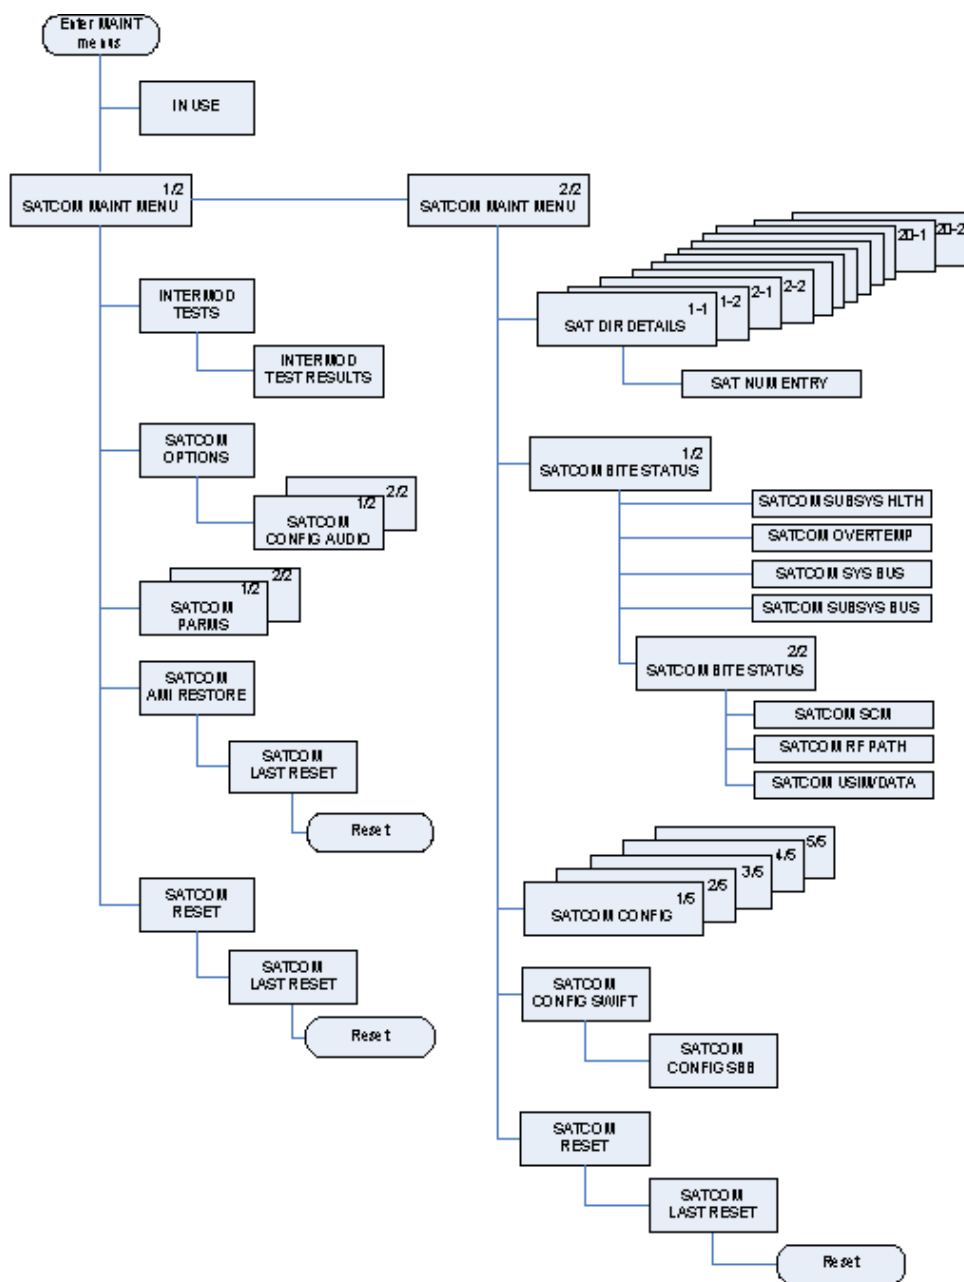 Enter MAINT
menus
IN USE
1/2
SATCOM MAINT MENU
2/2
SATCOM MAINT MENU
INTERMOD
TESTS
INTERMOD
TEST RESULTS
SATCOM
OPTIONS
2/2
1/2
SATCOM
CONFIG AUDIO
2/2
1/2
SATCOM
PARMS
SATCOM
AMI RESTORE
SATCOM
LAST RESET
Reset
SATCOM
RESET
SATCOM
LAST RESET
Reset
20-2
20-1
2-2
2-1
1-2
1-1
SAT DIR DETAILS
SAT NUM ENTRY
1/2
SATCOM BITE STATUS
SATCOM SUBSYS HLTH
SATCOM OVERTEMP
SATCOM SYS BUS
SATCOM SUBSYS BUS
2/2
SATCOM BITE STATUS
SATCOM SCM
SATCOM RF PATH
SATCOM USIM/DATA
5/5
4/5
3/5
2/5
1/5
SATCOM CONFIG
SATCOM
CONFIG SWIFT
SATCOM
CONFIG SBB
SATCOM
RESET
SATCOM
LAST RESET
Reset